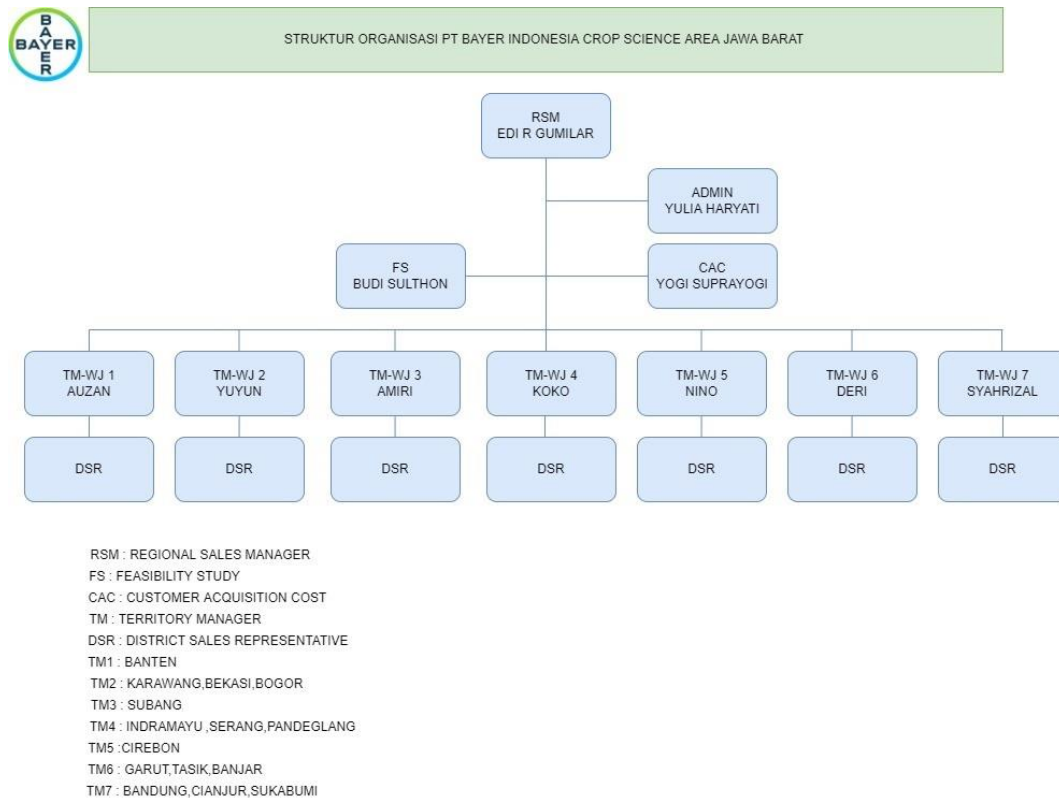 BAYER
BAYER
STRUKTUR ORGANISASI PT BAYER INDONESIA CROP SCIENCE AREA JAWA BARAT
RSM
EDI R GUMILAR
ADMIN
YULIA HARYATI
FS
BUDI SULTHON
CAC
YOGI SUPRAYOGI
TM-WJ 1
AUZAN
TM-WJ 2
YUYUN
TM-WJ 3
AMIRI
TM-WJ 4
KOKO
TM-WJ 5
NINO
TM-WJ 6
DERI
TM-WJ 7
SYAHRIZAL
DSR
DSR
DSR
DSR
DSR
DSR
DSR
RSM : REGIONAL SALES MANAGER
FS : FEASIBILITY STUDY
CAC : CUSTOMER ACQUISITION COST
TM : TERRITORY MANAGER
DSR : DISTRICT SALES REPRESENTATIVE
TM1 : BANTEN
TM2 : KARAWANG,BEKASI,BOGOR
TM3 : SUBANG
TM4 : INDRAMAYU ,SERANG,PANDEGLANG
TM5 :CIREBON
TM6 : GARUT,TASIK,BANJAR
TM7 : BANDUNG,CIANJUR,SUKABUMI